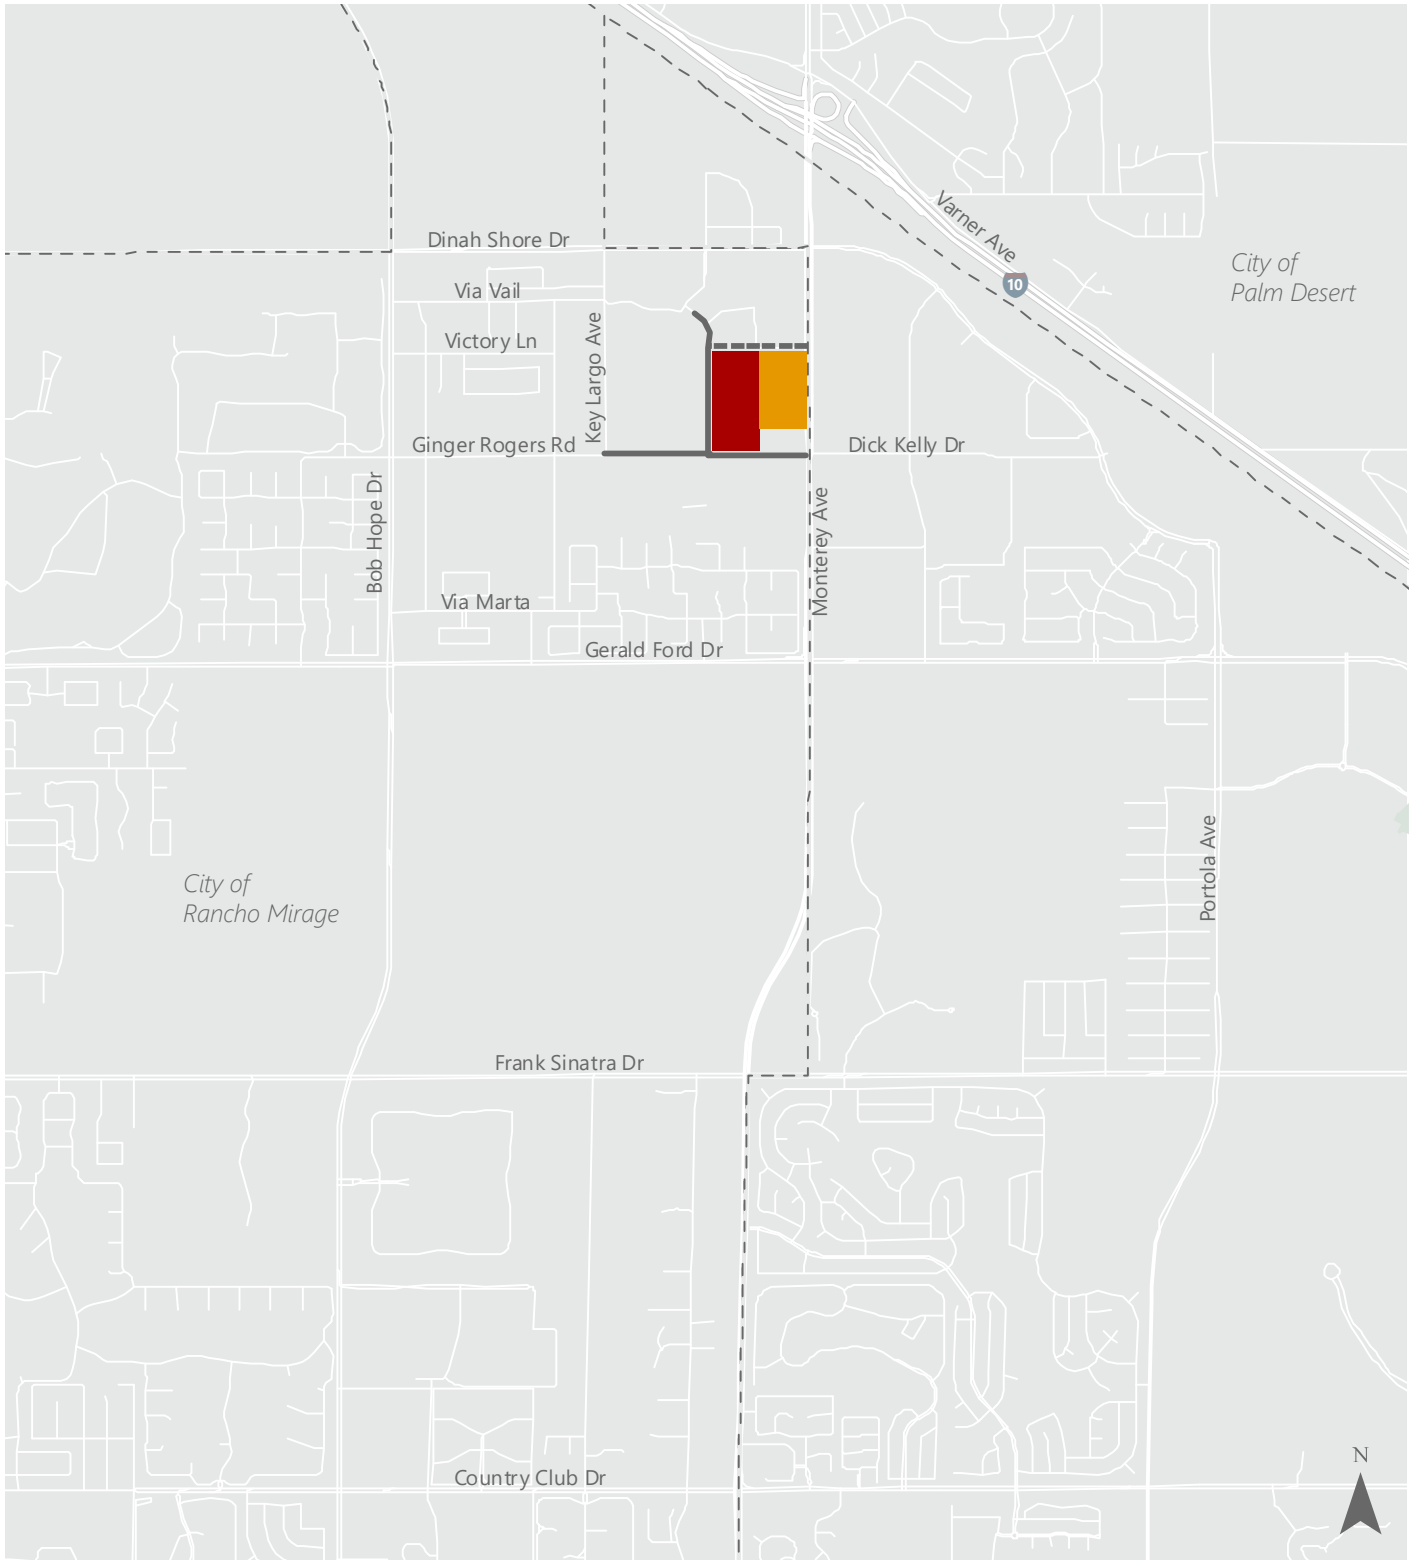 Dinah Shore Dr
Varner Ave
City of
Palm Desert
10
Via Vail
Key Largo Ave
Victory Ln
Ginger Rogers Rd
Dick Kelly Dr
Bob Hope Dr
Monterey Ave
Via Marta
Gerald Ford Dr
Portola Ave
City of
Rancho Mirage
Frank Sinatra Dr
N
Country Club Dr